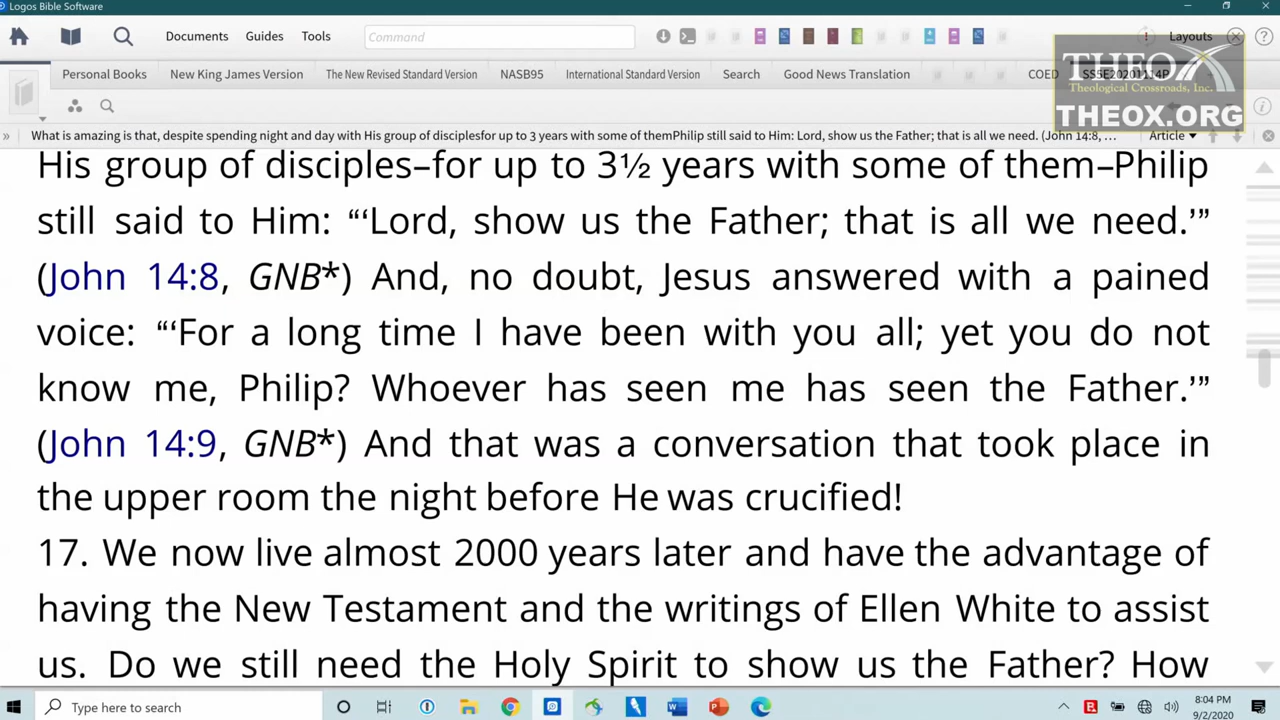 Logos Bible Software
Documents Guides Tools Command Layouts
THEOX
Theological Crossroads, Inc.
THEOX.ORG
Personal Books New King James Version The New Revised Standard Version NASB95 International Standard Version Search Good News Translation COED SSSE20201114P
What is amazing is that, despite spending night and day with His group of disciplesfor up to 3 years with some of themPhilip still said to Him: Lord, show us the Father; that is all we need. (John 14:8, ... Article
His group of disciples–for up to 3½ years with some of them–Philip
still said to Him: “‘Lord, show us the Father; that is all we need.’”
(John 14:8, GNB*) And, no doubt, Jesus answered with a pained
voice: “‘For a long time I have been with you all; yet you do not
know me, Philip? Whoever has seen me has seen the Father.’”
(John 14:9, GNB*) And that was a conversation that took place in
the upper room the night before He was crucified!
17. We now live almost 2000 years later and have the advantage of
having the New Testament and the writings of Ellen White to assist
us. Do we still need the Holy Spirit to show us the Father? How
Type here to search
8:04 PM
9/2/2020